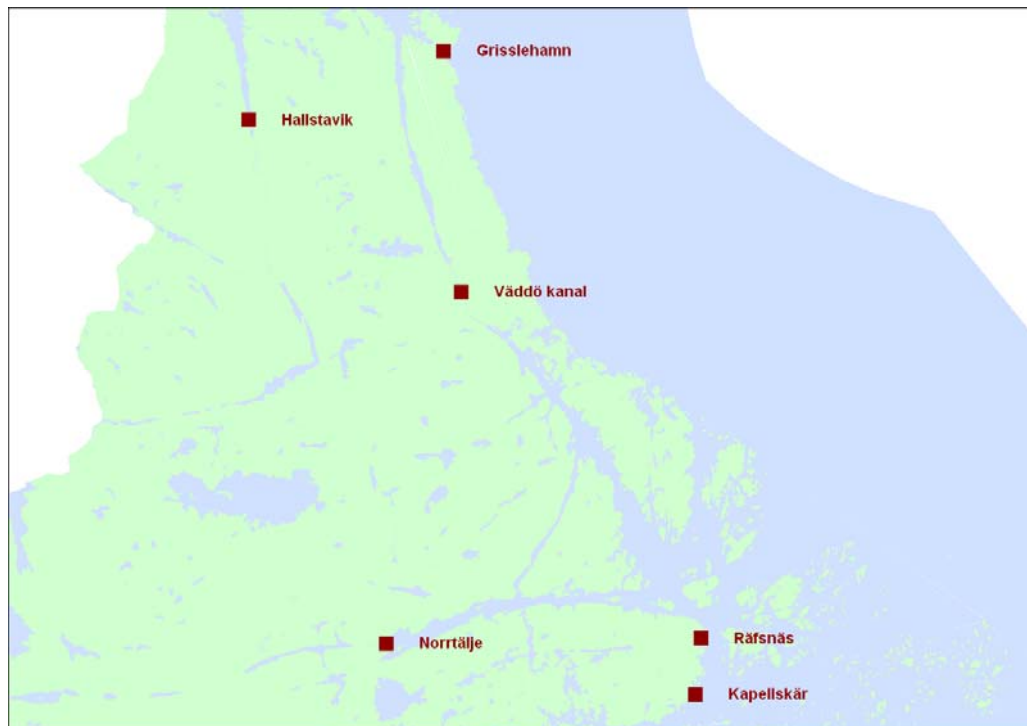 Grisslehamn
Hallstavik
Väddö kanal
Norrtälje
Räfsnäs
Kapellskär